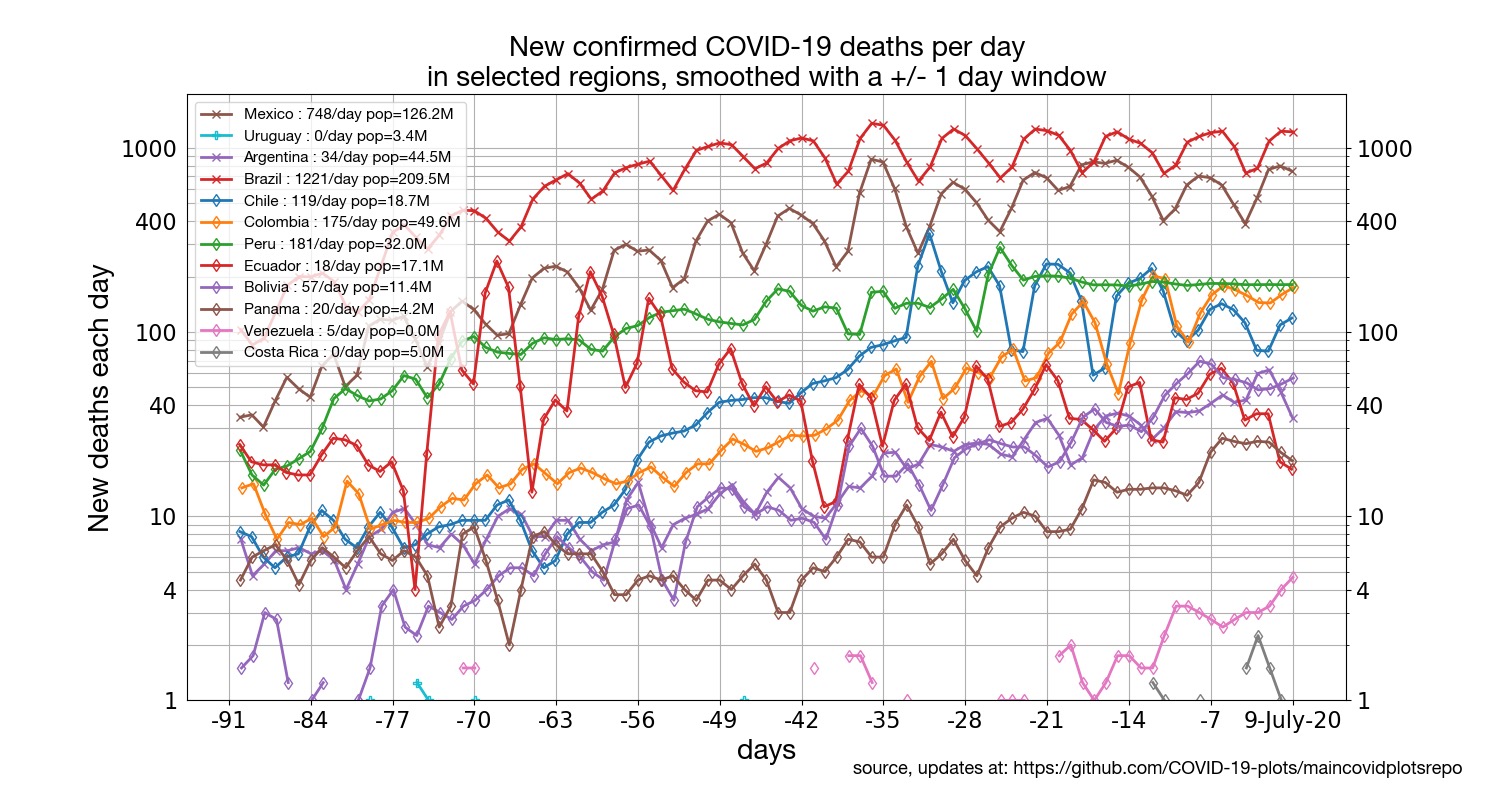 New confirmed COVID-19 deaths per day
in selected regions, smoothed with a +/- 1 day window
New deaths each day
1000
400
100
40
10
4
1
Mexico : 748/day pop=126.2M
Uruguay : 0/day pop=3.4M
Argentina : 34/day pop=44.5M
Brazil : 1221/day pop=209.5M
Chile : 119/day pop=18.7M
Colombia : 175/day pop=49.6M
Peru : 181/day pop=32.0M
Ecuador : 18/day pop=17.1M
Bolivia : 57/day pop=11.4M
Panama : 20/day pop=4.2M
Venezuela : 5/day pop=0.0M
Costa Rica : 0/day pop=5.0M
1000
400
100
40
10
4
1
-91 -84 -77 -70 -63 -56 -49 -42 -35 -28 -21 -14 -7 9-July-20
days
source, updates at: https://github.com/COVID-19-plots/maincovidplotsrepo